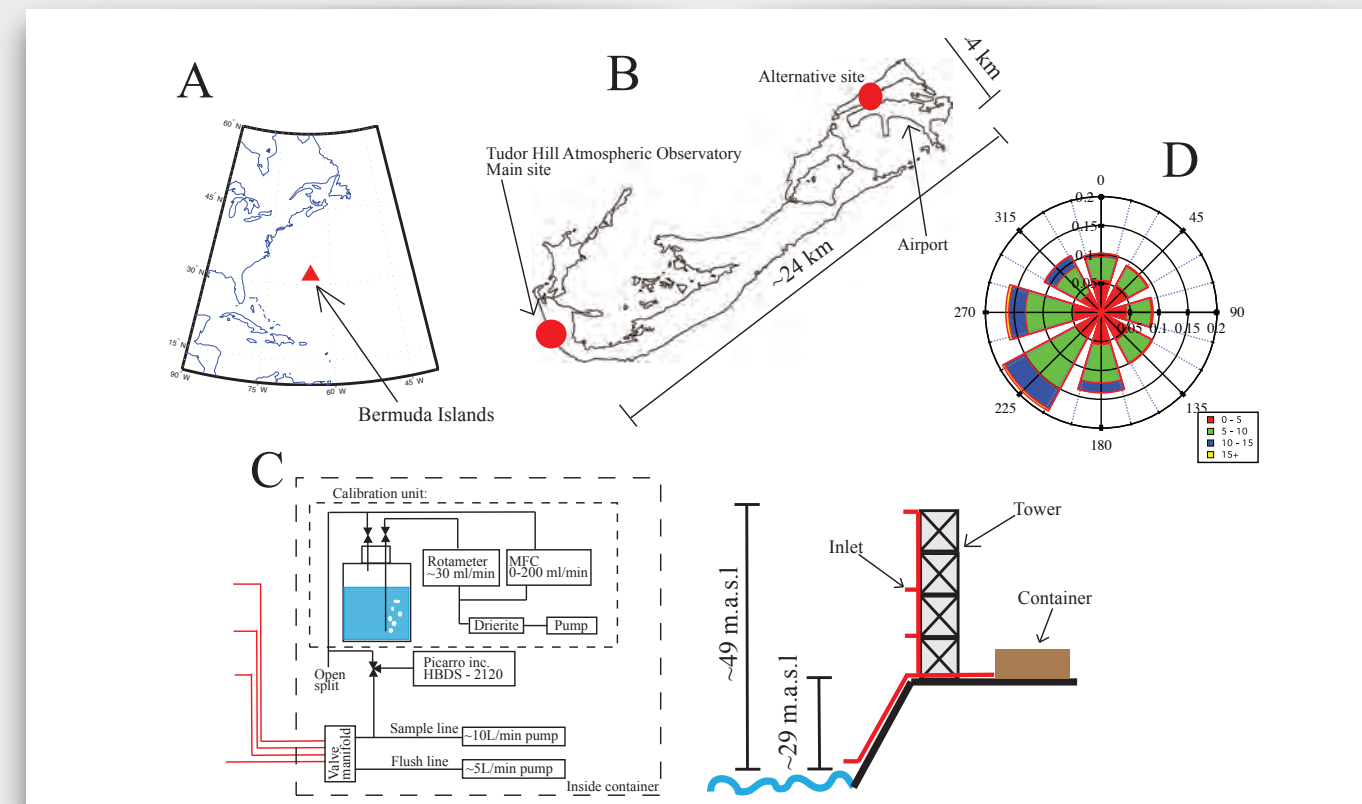 A
60° N
45° N
30° N
15° N
90° W
75° W
60° W
45° W
Bermuda Islands
B
Alternative site
4 km
Tudor Hill Atmospheric Observatory
Main site
Airport
~24 km
D
0
0.2
0.15
0.1
0.05
315
45
270
0.05 0.1 0.15 0.2
90
225
135
180
0 - 5
5 - 10
10 - 15
15+
C
Calibration unit:
Rotameter
~30 ml/min
MFC
0-200 ml/min
Drierite
Pump
Open
split
Picarro inc.
HBDS - 2120
Valve
manifold
Sample line
~10L/min pump
Flush line
~5L/min pump
Inside container
~49 m.a.s.l
~29 m.a.s.l
Inlet
Tower
Container